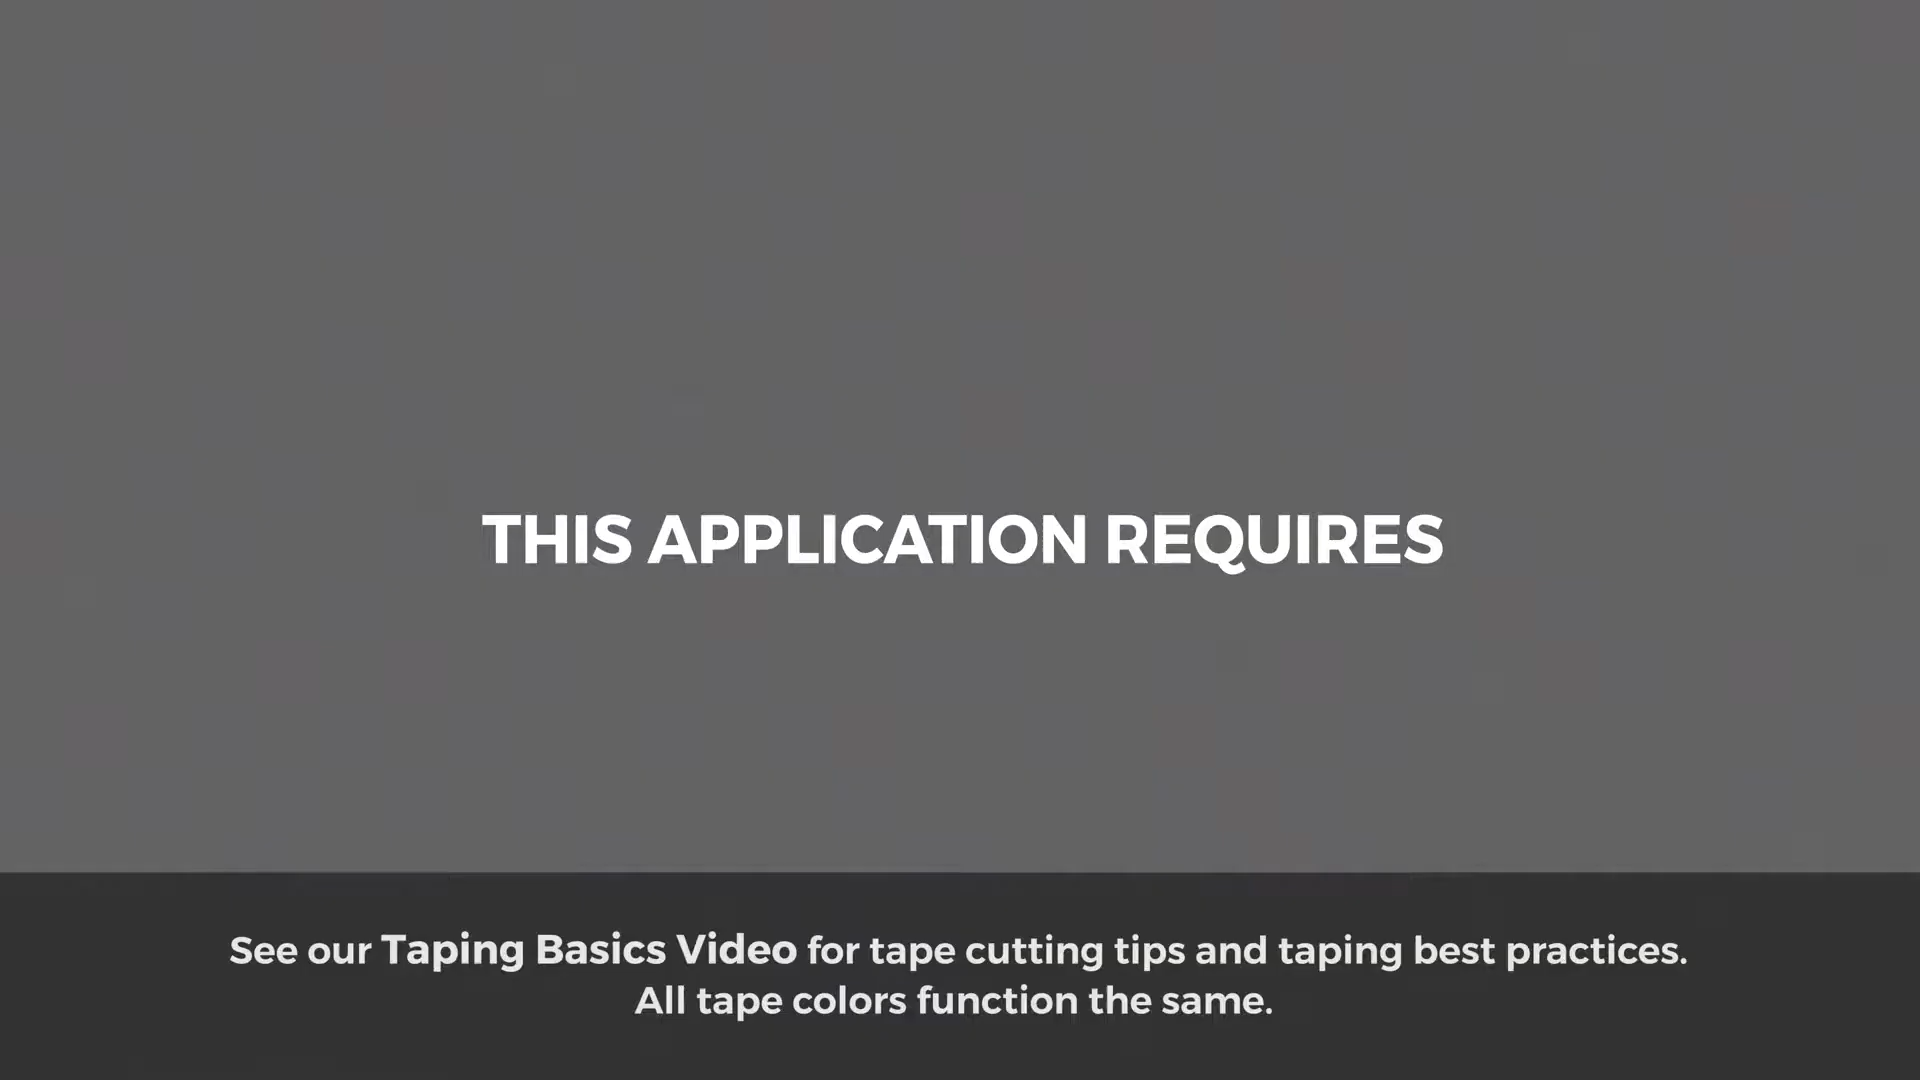 THIS APPLICATION REQUIRES
See our Taping Basics Video for tape cutting tips and taping best practices.
All tape colors function the same.